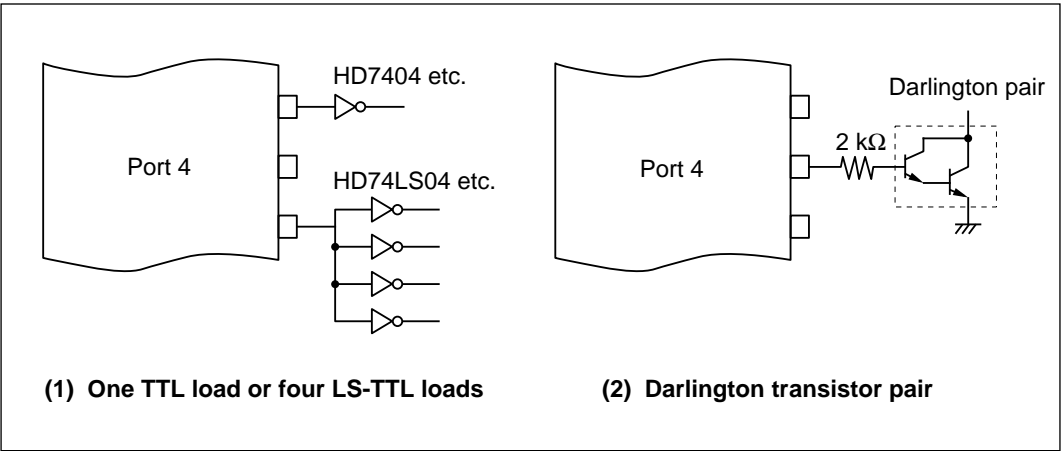 HD7404 etc.
Port 4
HD74LS04 etc.
(1) One TTL load or four LS-TTL loads
Darlington pair
2 kΩ
Port 4
(2) Darlington transistor pair